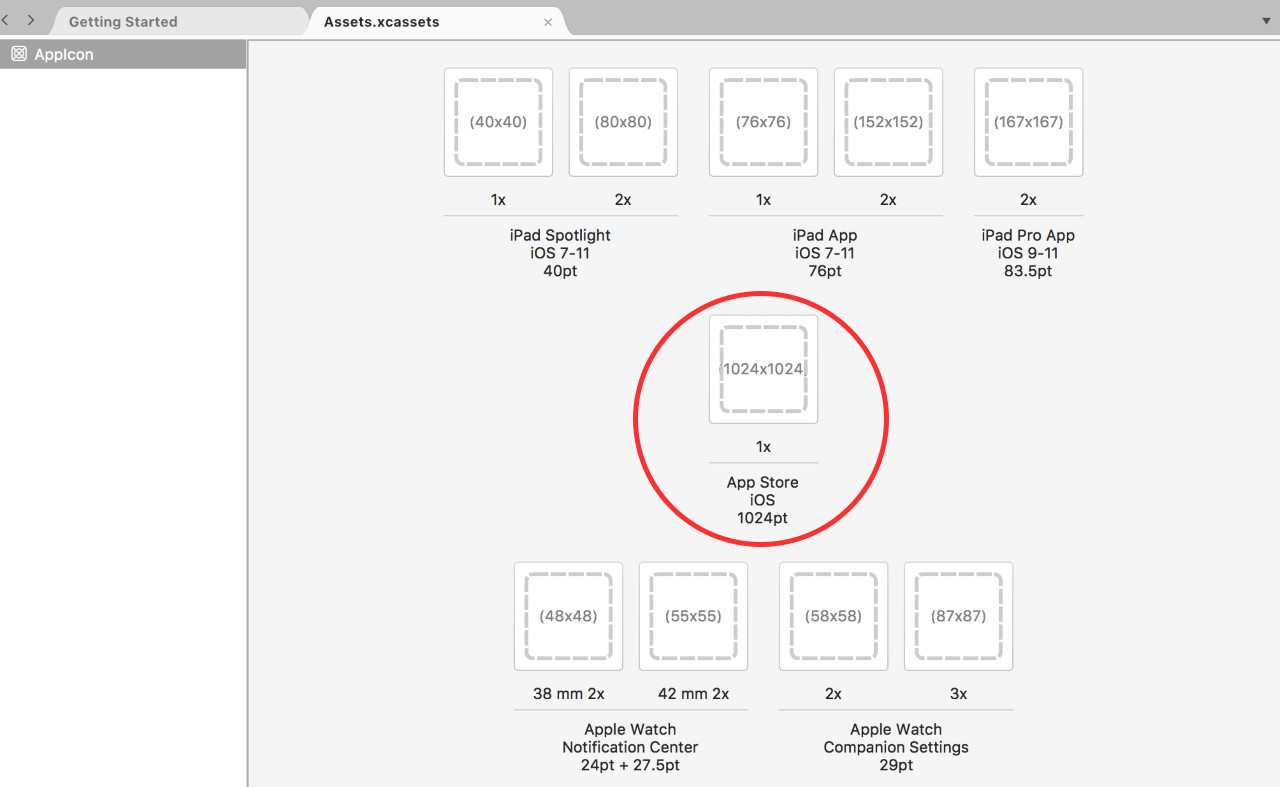 Getting Started
Assets.xcassets
AppIcon
(40x40) (80x80) (76x76) (152x152) (167x167)
1x 2x 1x 2x 2x
iPad Spotlight
iOS 7-11
40pt
iPad App
iOS 7-11
76pt
iPad Pro App
iOS 9-11
83.5pt
(1024x1024)
1x
App Store
iOS
1024pt
(48x48) (55x55) (58x58) (87x87)
38 mm 2x 42 mm 2x 2x 3x
Apple Watch
Notification Center
24pt + 27.5pt
Apple Watch
Companion Settings
29pt